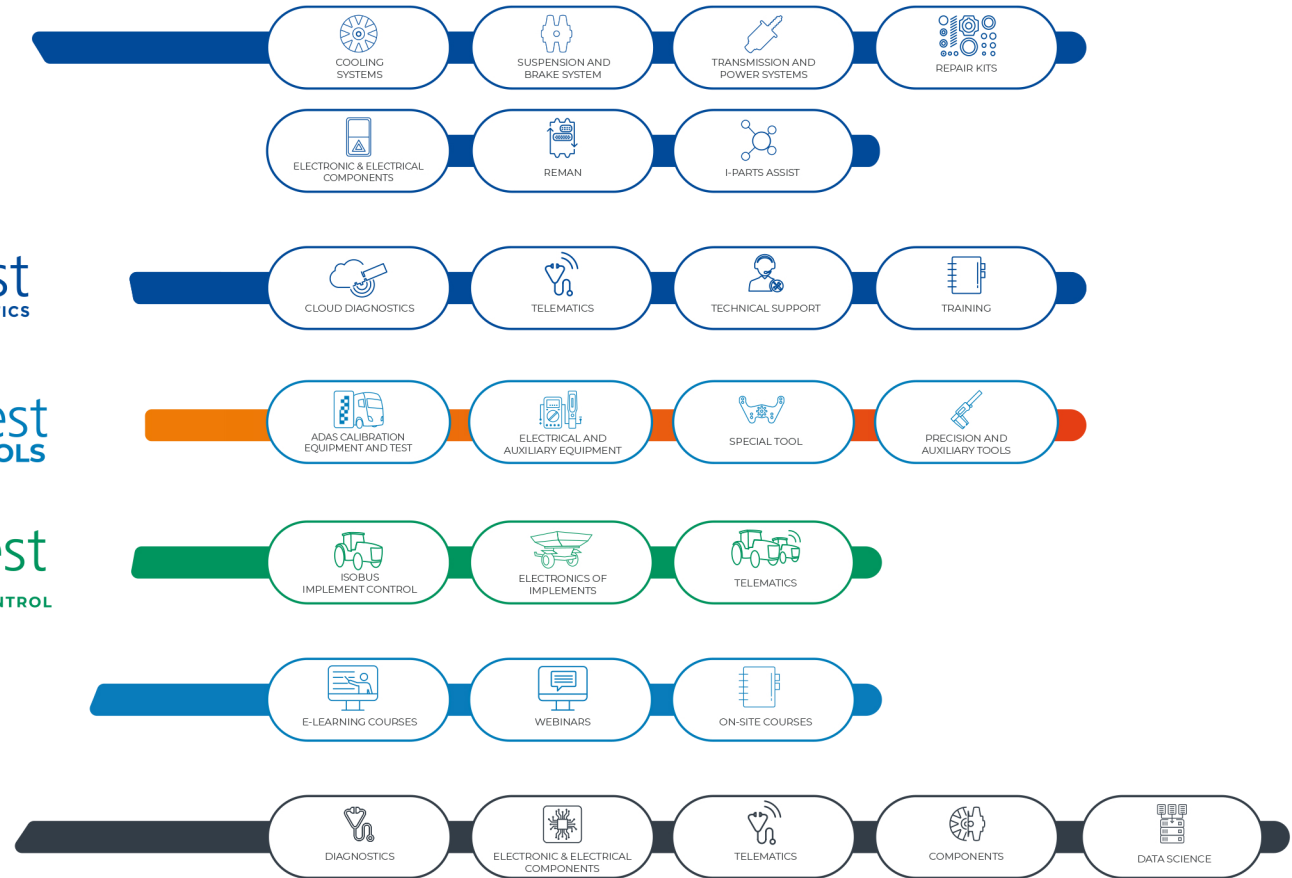 COOLING
SYSTEMS
SUSPENSION AND
BRAKE SYSTEM
TRANSMISSION AND
POWER SYSTEMS
REPAIR KITS
ELECTRONIC & ELECTRICAL
COMPONENTS
REMAN
I-PARTS ASSIST
st
TICS
CLOUD DIAGNOSTICS
TELEMATICS
TECHNICAL SUPPORT
TRAINING
est
OLS
ADAS CALIBRATION
EQUIPMENT AND TEST
ELECTRICAL AND
AUXILIARY EQUIPMENT
SPECIAL TOOL
PRECISION AND
AUXILIARY TOOLS
est
NTROL
ISOBUS
IMPLEMENT CONTROL
ELECTRONICS OF
IMPLEMENTS
TELEMATICS
E-LEARNING COURSES
WEBINARS
ON-SITE COURSES
DIAGNOSTICS
ELECTRONIC & ELECTRICAL
COMPONENTS
TELEMATICS
COMPONENTS
DATA SCIENCE